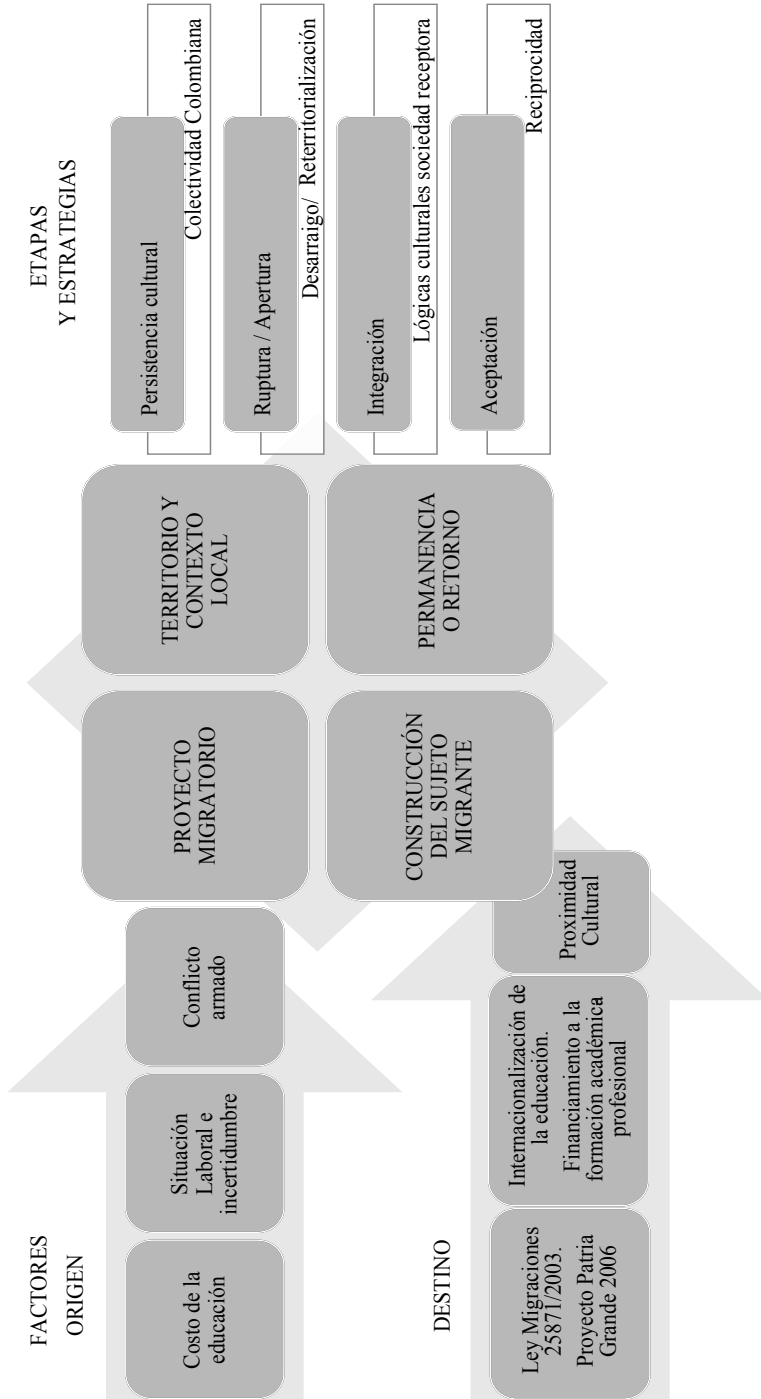 FACTORES
ORIGEN
Costo de la
educación
Situación
Laboral e
incertidumbre
Conflicto
armado
DESTINO
Ley Migraciones
25871/2003.
Proyecto Patria
Grande 2006
Internacionalización de
la educación.
Financiamiento a la
formación académica
profesional
Proximidad
Cultural
PROYECTO
MIGRATORIO
TERRITORIO Y
CONTEXTO
LOCAL
CONSTRUCCIÓN
DEL SUJETO
MIGRANTE
PERMANENCIA
O RETORNO
ETAPAS
Y ESTRATEGIAS
Persistencia cultural
Colectividad Colombiana
Ruptura / Apertura
Desarraigo/ Reterritorialización
Integración
Lógicas culturales sociedad receptora
Aceptación
Reciprocidad